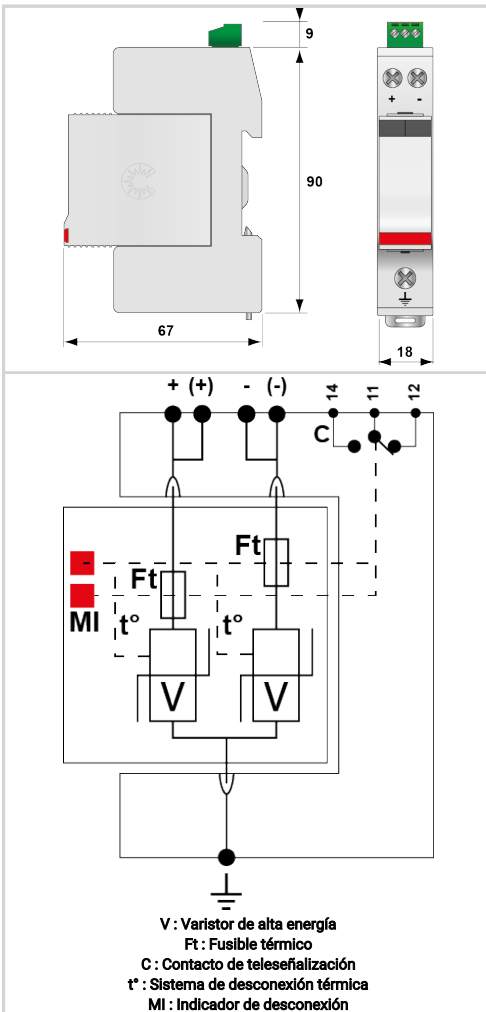 9
90
67
+ -
18
+ (+) - (-)
14 11 12
C
Ft
Ft
-
MI
t° t°
V V
V : Varistor de alta energía
Ft : Fusible térmico
C : Contacto de teleseñalización
t° : Sistema de desconexión térmica
MI : Indicador de desconexión